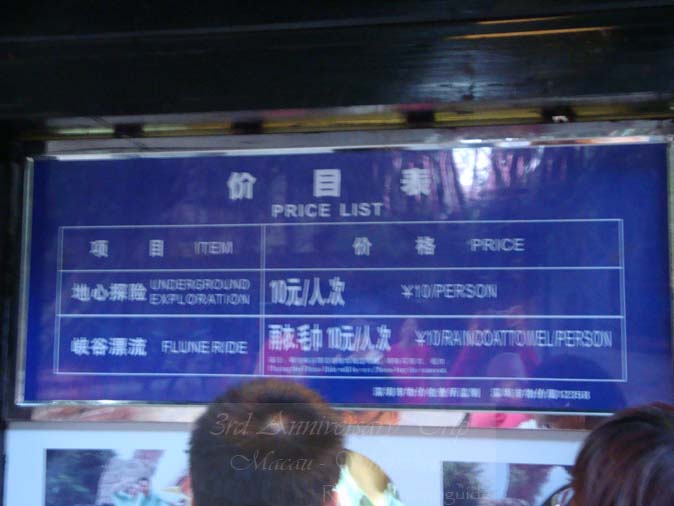 价 目 表
PRICE LIST
项 目 ITEM 价 格 PRICE
地心探险 UNDERGROUND EXPLORATION 10元/人次 ¥10/PERSON
峡谷漂流 FLUNE RIDE 雨衣.毛巾 10元/人次 ¥10/RAINDOATTOWEL/PERSON
3rd Anniversary Trip
Macau -